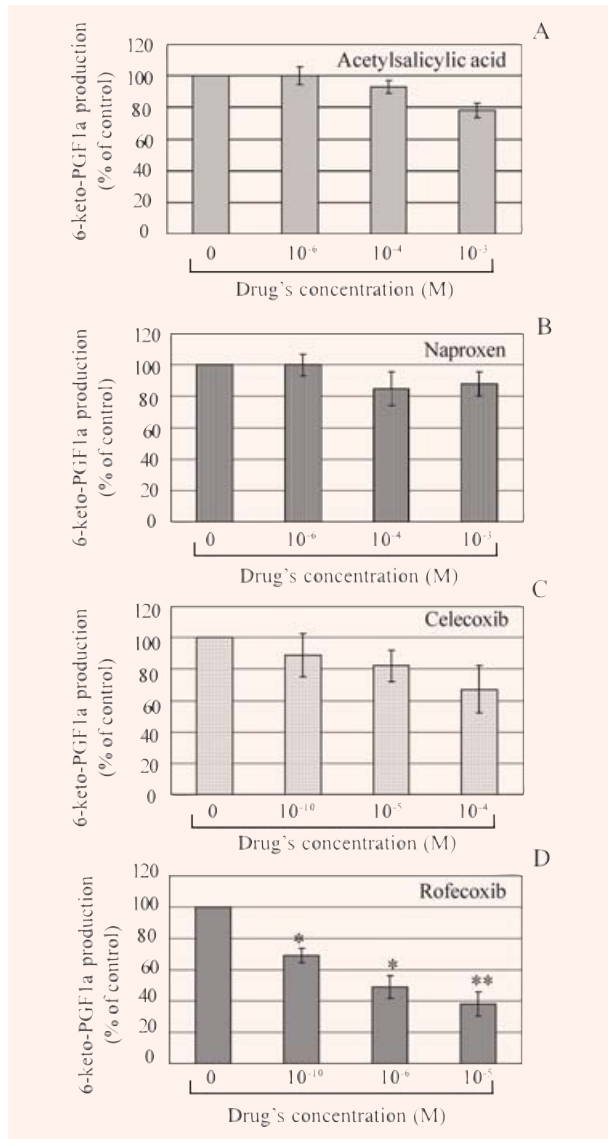 A
Acetylsalicylic acid
6-keto-PGF1a production
(% of control)
120
100
80
60
40
20
0
0 10⁻⁶ 10⁻⁴ 10⁻³
Drug's concentration (M)
B
Naproxen
6-keto-PGF1a production
(% of control)
120
100
80
60
40
20
0
0 10⁻⁶ 10⁻⁴ 10⁻³
Drug's concentration (M)
C
Celecoxib
6-keto-PGF1a production
(% of control)
120
100
80
60
40
20
0
0 10⁻¹⁰ 10⁻⁵ 10⁻⁴
Drug's concentration (M)
D
Rofecoxib
6-keto-PGF1a production
(% of control)
120
100
80
60
40
20
0
* * **
0 10⁻¹⁰ 10⁻⁶ 10⁻⁵
Drug's concentration (M)